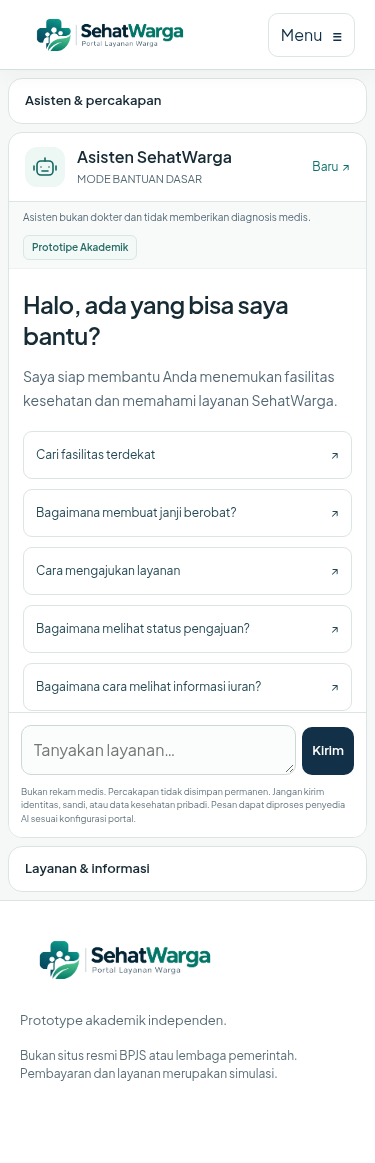 SehatWarga
Portal Layanan Warga
Menu
Asisten & percakapan
Asisten SehatWarga
MODE BANTUAN DASAR
Baru ↗
Asisten bukan dokter dan tidak memberikan diagnosis medis.
Prototipe Akademik
Halo, ada yang bisa saya
bantu?
Saya siap membantu Anda menemukan fasilitas
kesehatan dan memahami layanan SehatWarga.
Cari fasilitas terdekat ↗
Bagaimana membuat janji berobat? ↗
Cara mengajukan layanan ↗
Bagaimana melihat status pengajuan? ↗
Bagaimana cara melihat informasi iuran? ↗
Tanyakan layanan...
Kirim
Bukan rekam medis. Percakapan tidak disimpan permanen. Jangan kirim
identitas, sandi, atau data kesehatan pribadi. Pesan dapat diproses penyedia
AI sesuai konfigurasi portal.
Layanan & informasi
SehatWarga
Portal Layanan Warga
Prototype akademik independen.
Bukan situs resmi BPJS atau lembaga pemerintah.
Pembayaran dan layanan merupakan simulasi.